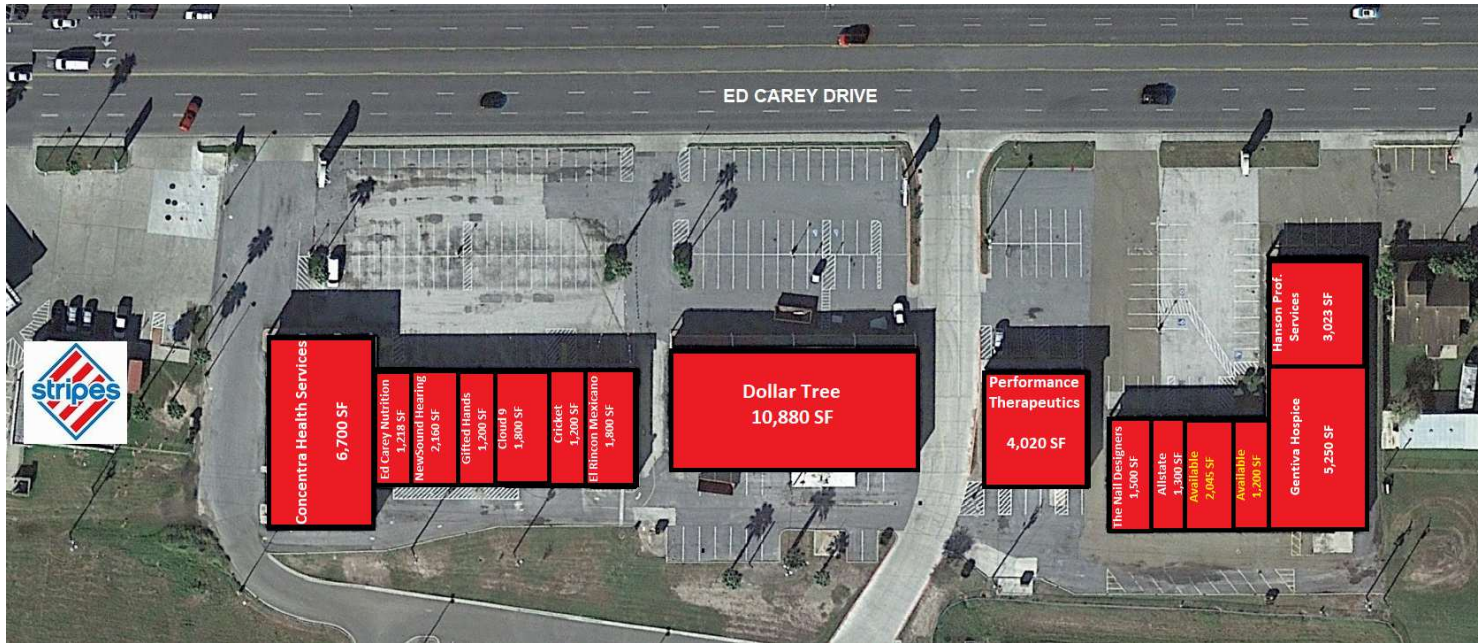 ED CAREY DRIVE
stripes
Concentra Health Services
6,700 SF
Ed Carey Nutrition
1,218 SF
NewSound Hearing
2,160 SF
Gifted Hands
1,200 SF
Cloud 9
1,800 SF
Cricket
1,200 SF
El Rincon Mexicano
1,800 SF
Dollar Tree
10,880 SF
Performance
Therapeutics
4,020 SF
The Nail Designers
1,500 SF
Allstate
1,300 SF
Available
2,045 SF
Available
1,200 SF
Hanson Prof.
Services
3,023 SF
Gentiva Hospice
5,250 SF